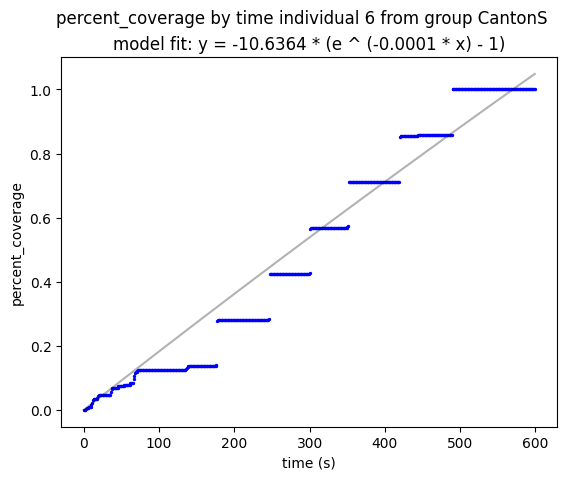 percent_coverage by time individual 6 from group CantonS
model fit: y = -10.6364 * (e ^ (-0.0001 * x) - 1)
percent_coverage
1.0
0.8
0.6
0.4
0.2
0.0
0 100 200 300 400 500 600
time (s)